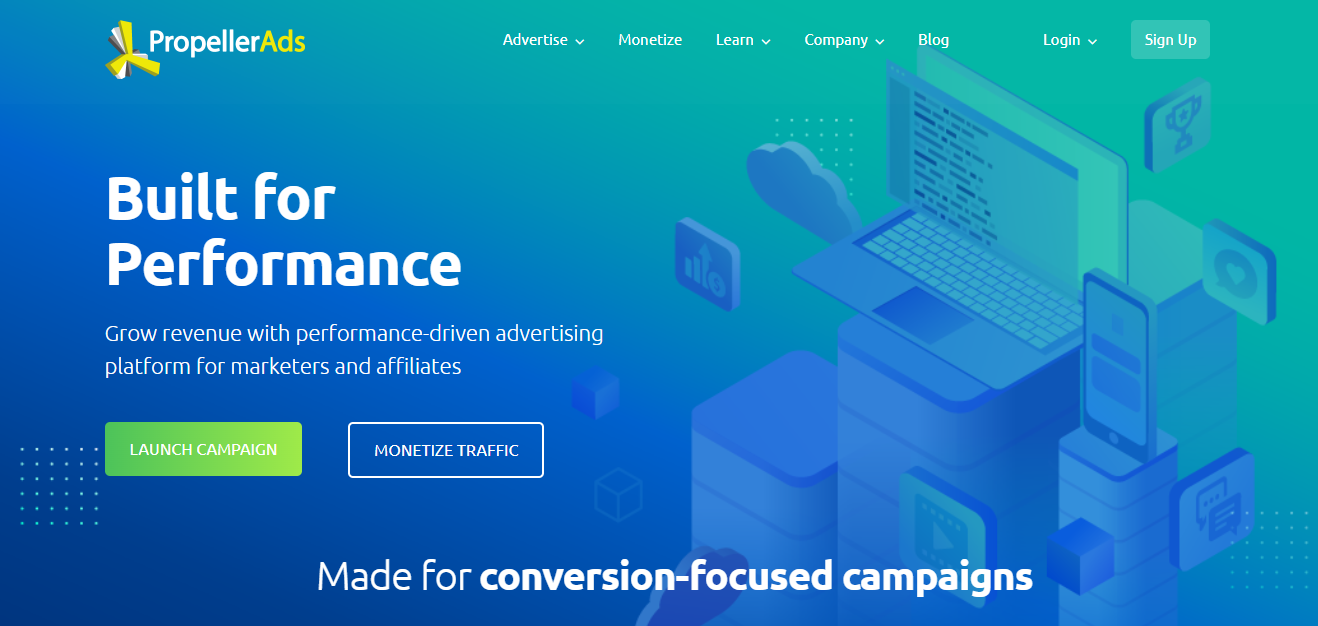 PropellerAds
Advertise
Monetize
Learn
Company
Blog
Login
Sign Up
Built for
Performance
Grow revenue with performance-driven advertising
platform for marketers and affiliates
LAUNCH CAMPAIGN
MONETIZE TRAFFIC
Made for conversion-focused campaigns